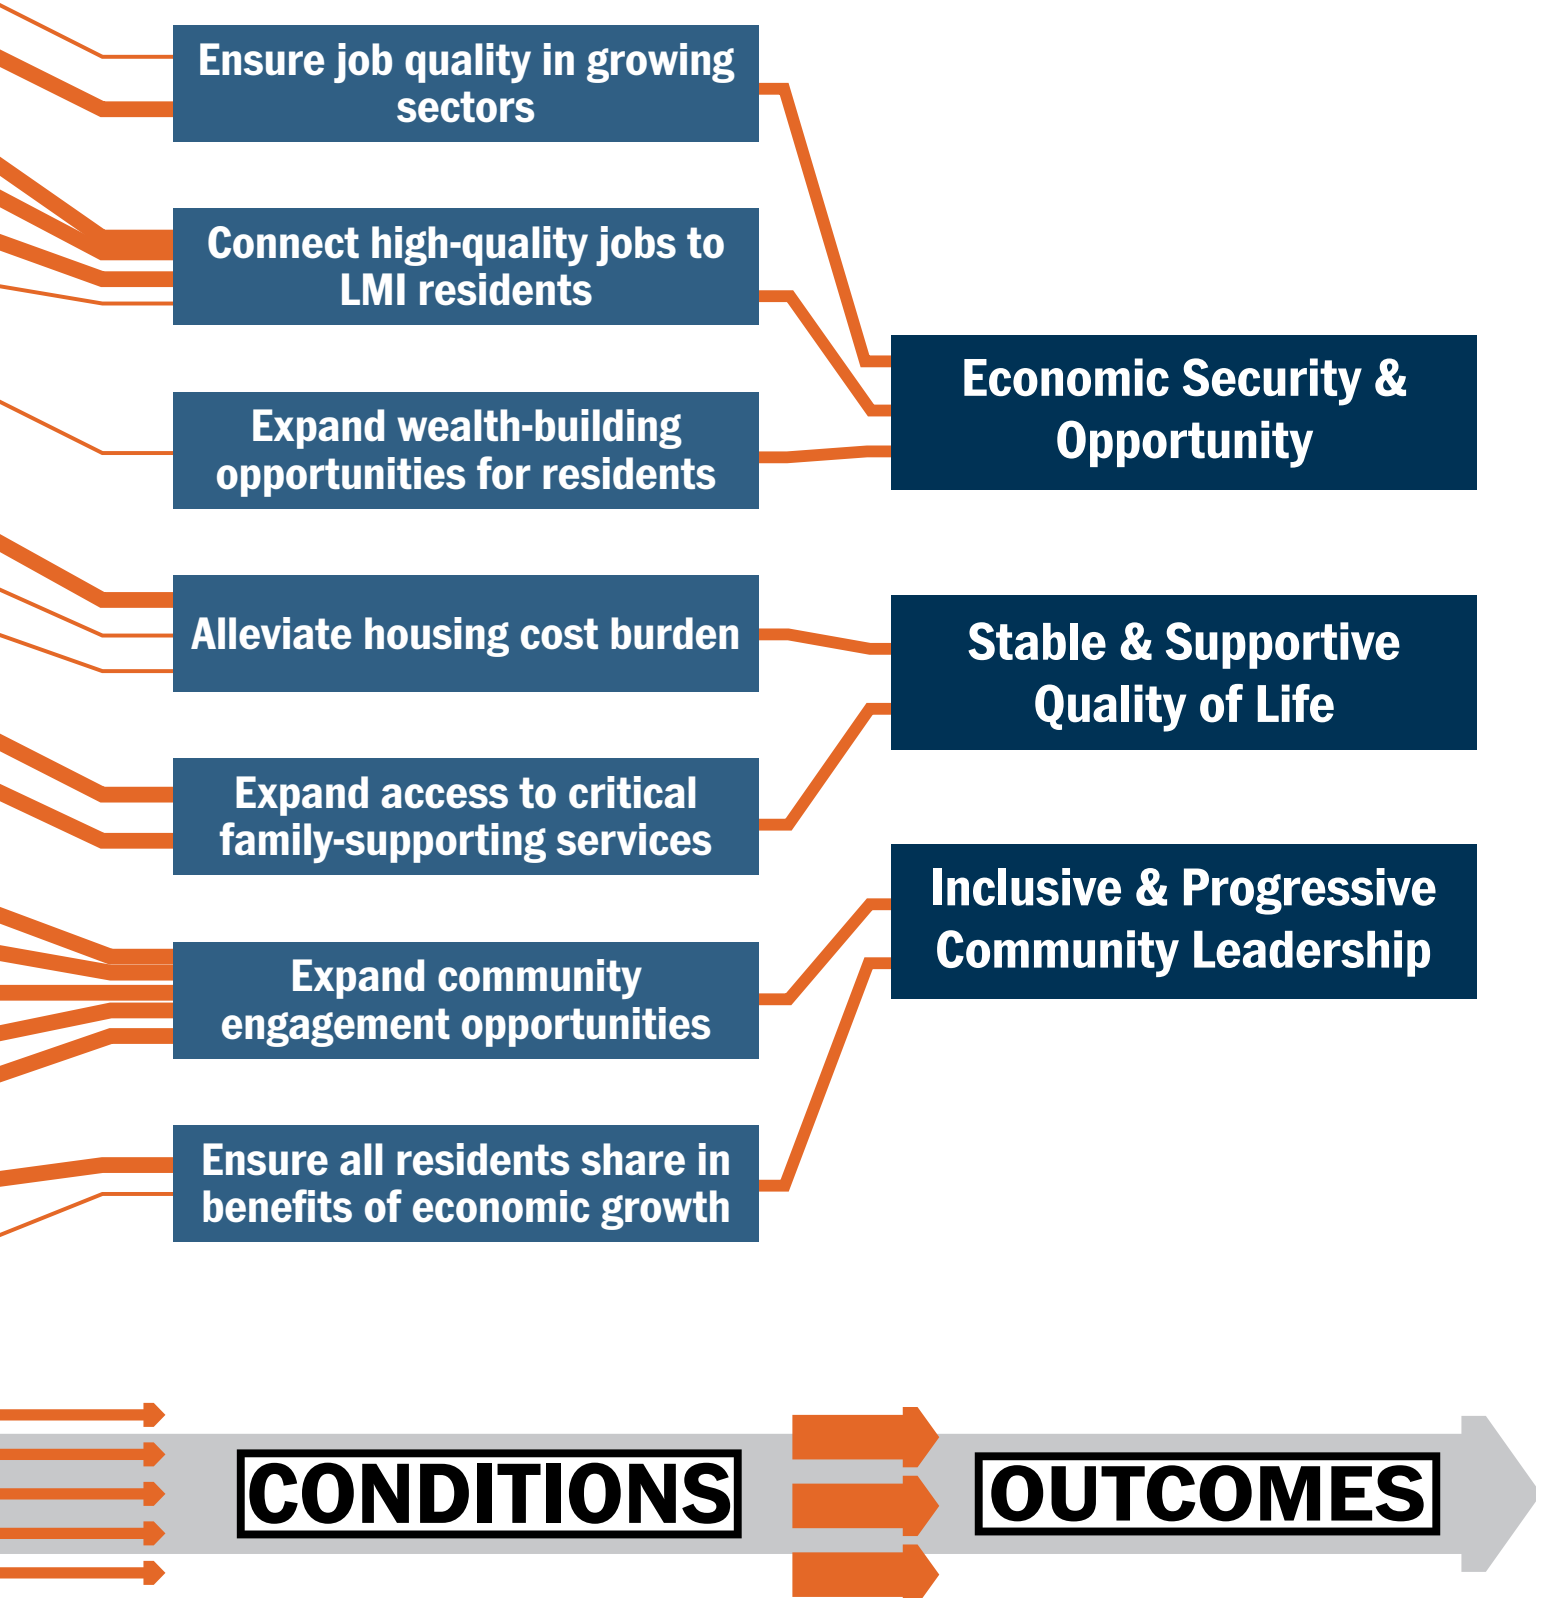 Ensure job quality in growing
sectors
Connect high-quality jobs to
LMI residents
Expand wealth-building
opportunities for residents
Alleviate housing cost burden
Expand access to critical
family-supporting services
Expand community
engagement opportunities
Ensure all residents share in
benefits of economic growth
Economic Security &
Opportunity
Stable & Supportive
Quality of Life
Inclusive & Progressive
Community Leadership
CONDITIONS
OUTCOMES